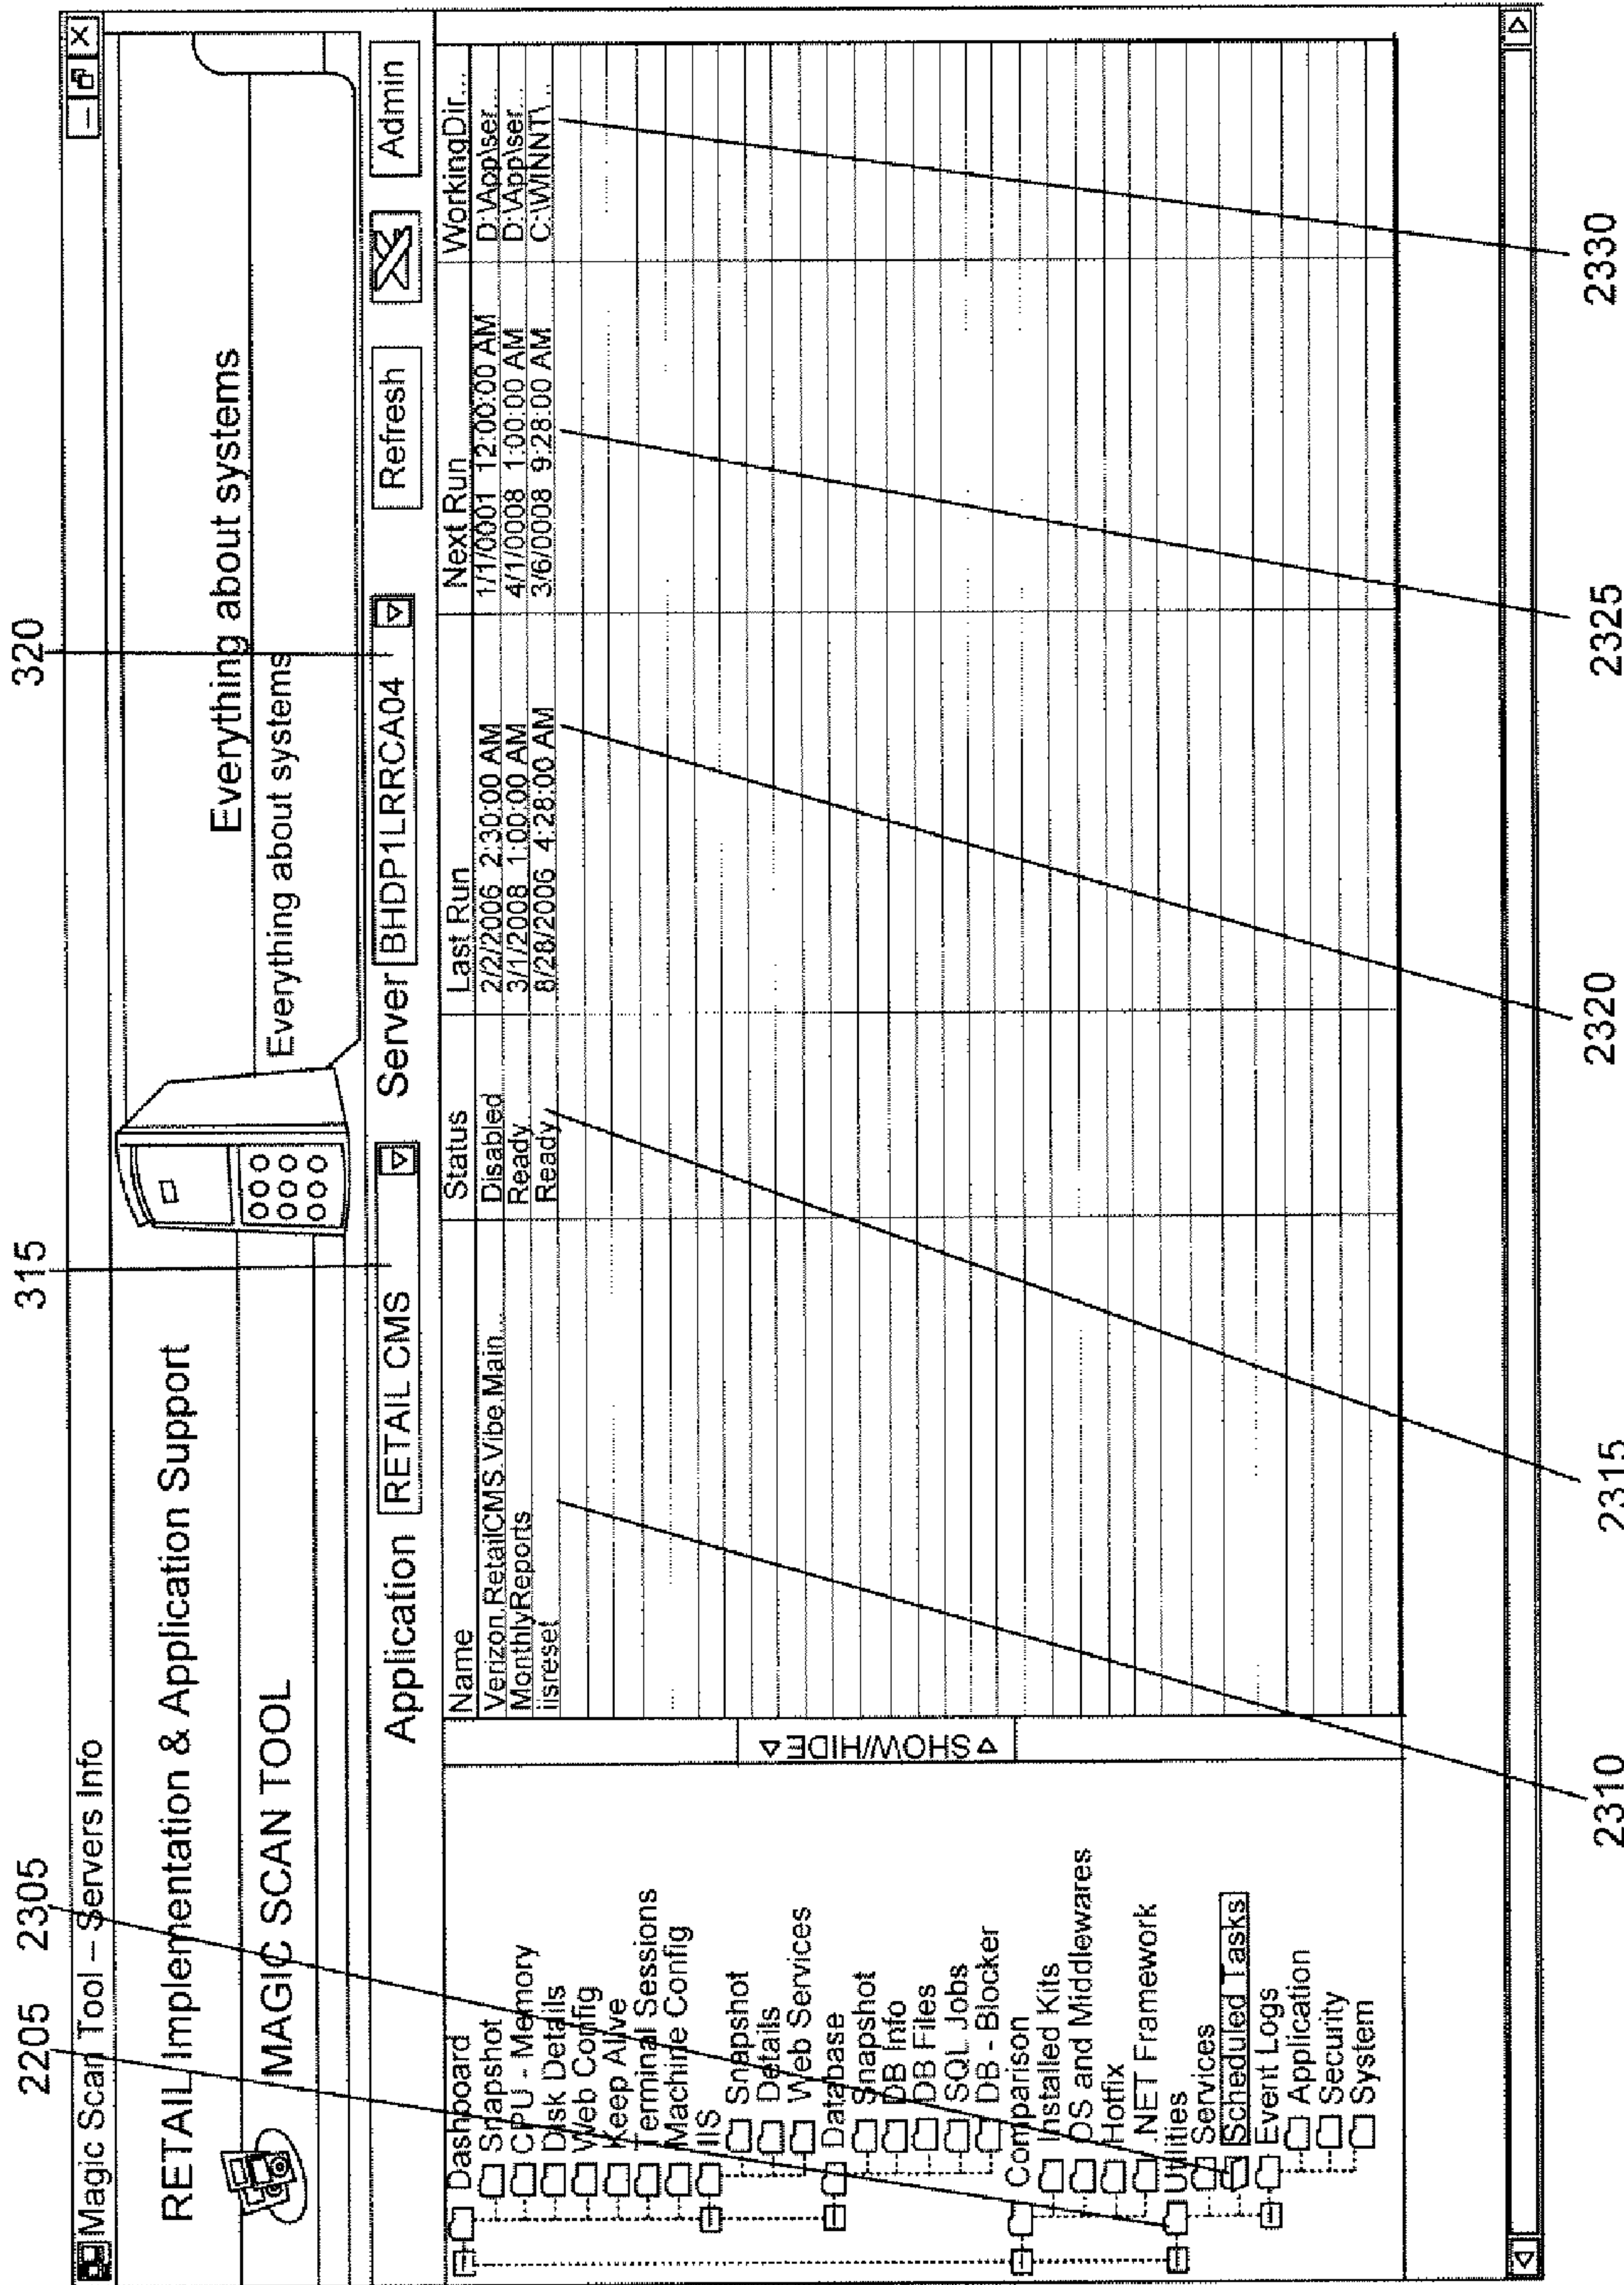 2205
2305
315
320
Magic Scan Tool – Servers Info
RETAIL Implementation & Application Support
MAGIC SCAN TOOL
Everything about systems
Everything about systems
Application RETAIL CMS Server BHDP1LRRCA04 Refresh Admin
Dashboard
Snapshot
CPU - Memory
Disk Details
Web Config
Keep Alive
Terminal Sessions
Machine Config
IIS
Snapshot
Details
Web Services
Database
Snapshot
DB Info
DB Files
SQL Jobs
DB - Blocker
Comparison
Installed Kits
OS and Middlewares
Hotfix
.NET Framework
Utilities
Services
Scheduled Tasks
Event Logs
Application
Security
System
SHOW/HIDE
Name Status Last Run Next Run WorkingDir...
Verizon.RetailCMS.Vibe.Main... Disabled 2/2/2006 2:30:00 AM 1/1/0001 12:00:00 AM D:\App\ser...
MonthlyReports Ready 3/1/2008 1:00:00 AM 4/1/0008 1:00:00 AM D:\App\ser...
iisreset Ready 8/28/2006 4:28:00 AM 3/6/0008 9:28:00 AM C:\WINNT\...
2310
2315
2320
2325
2330